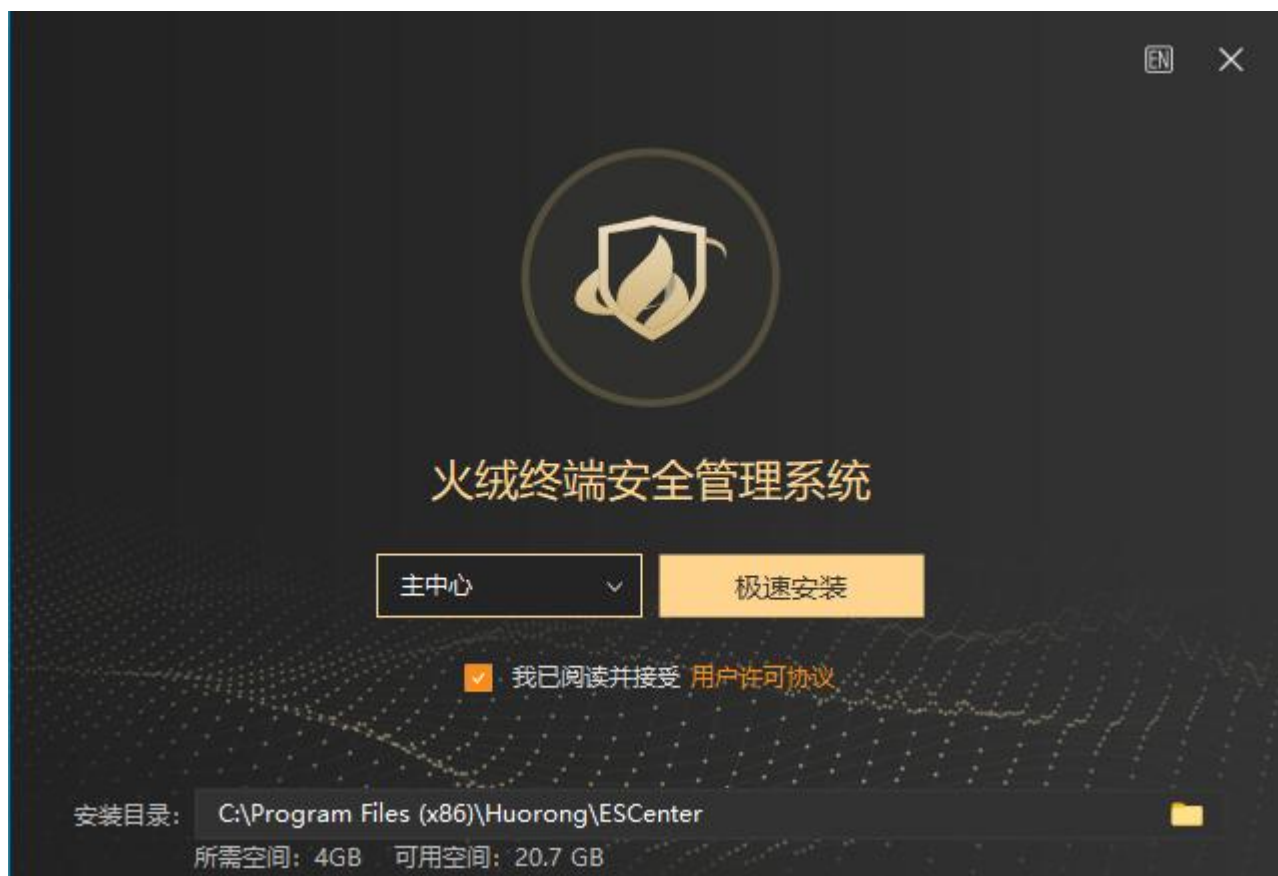 EN
火绒终端安全管理系统
主中心 极速安装
我已阅读并接受 用户许可协议
安装目录: C:\Program Files (x86)\Huorong\ESCenter
所需空间: 4GB 可用空间: 20.7 GB